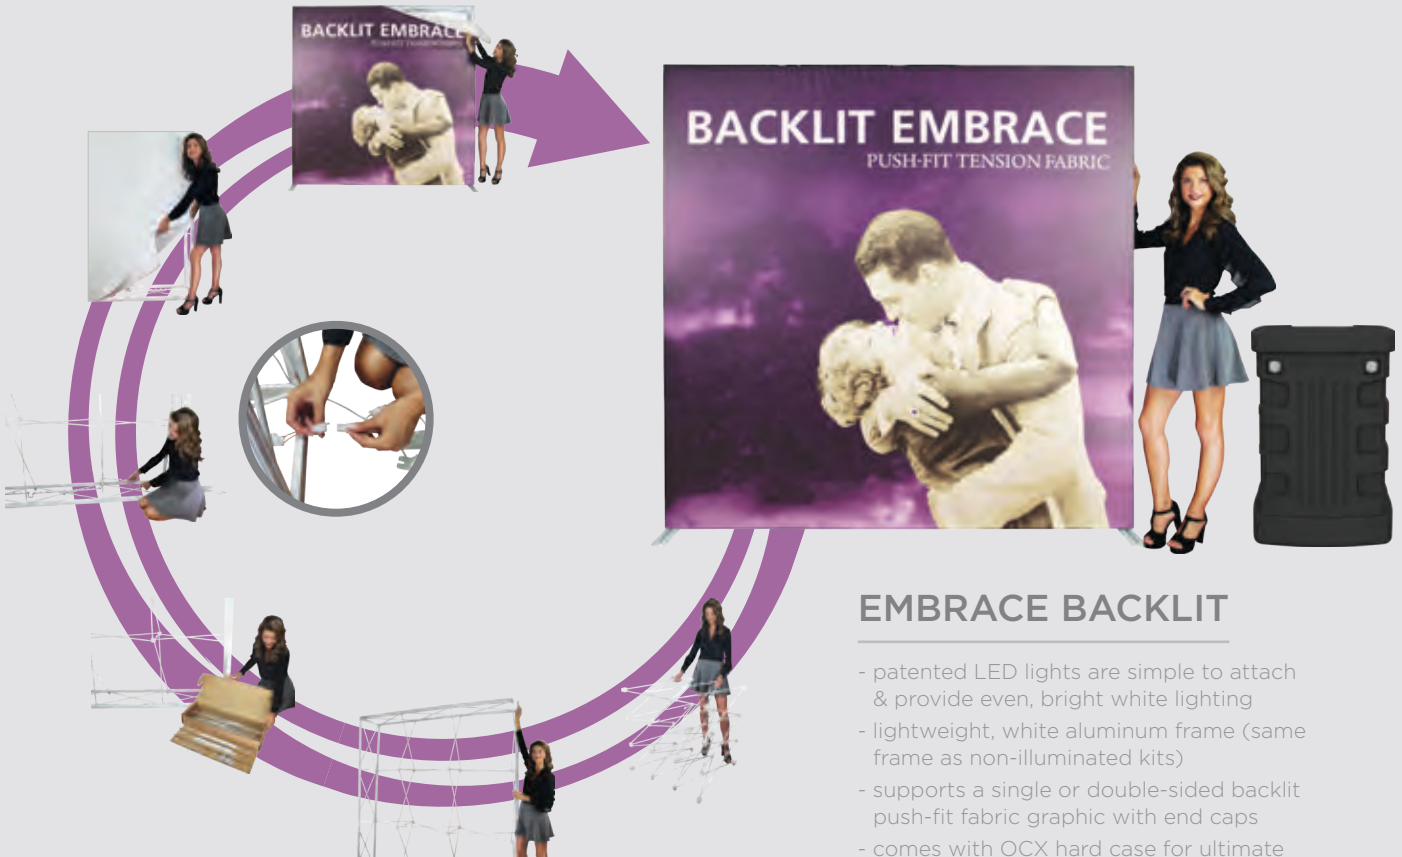 BACKLIT EMBRACE
BACKLIT EMBRACE
PUSH-FIT TENSION FABRIC
EMBRACE BACKLIT
- patented LED lights are simple to attach
& provide even, bright white lighting
- lightweight, white aluminum frame (same
frame as non-illuminated kits)
- supports a single or double-sided backlit
push-fit fabric graphic with end caps
- comes with OCX hard case for ultimate